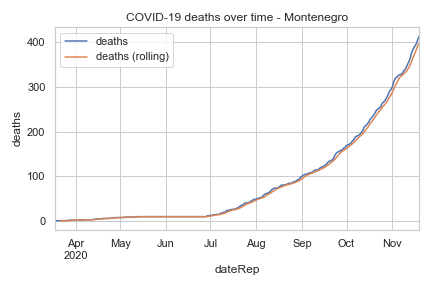 COVID-19 deaths over time - Montenegro
deaths
deaths (rolling)
400
300
200
100
0
deaths
Apr May Jun Jul Aug Sep Oct Nov
2020
dateRep